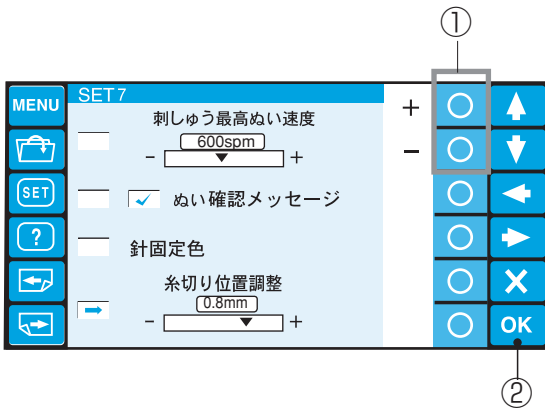 ①
MENU
SET7
刺しゅう最高ぬい速度
600spm
- +
+
-
SET
✓ ぬい確認メッセージ
?
針固定色
糸切り位置調整
0.8mm
- +
OK
②